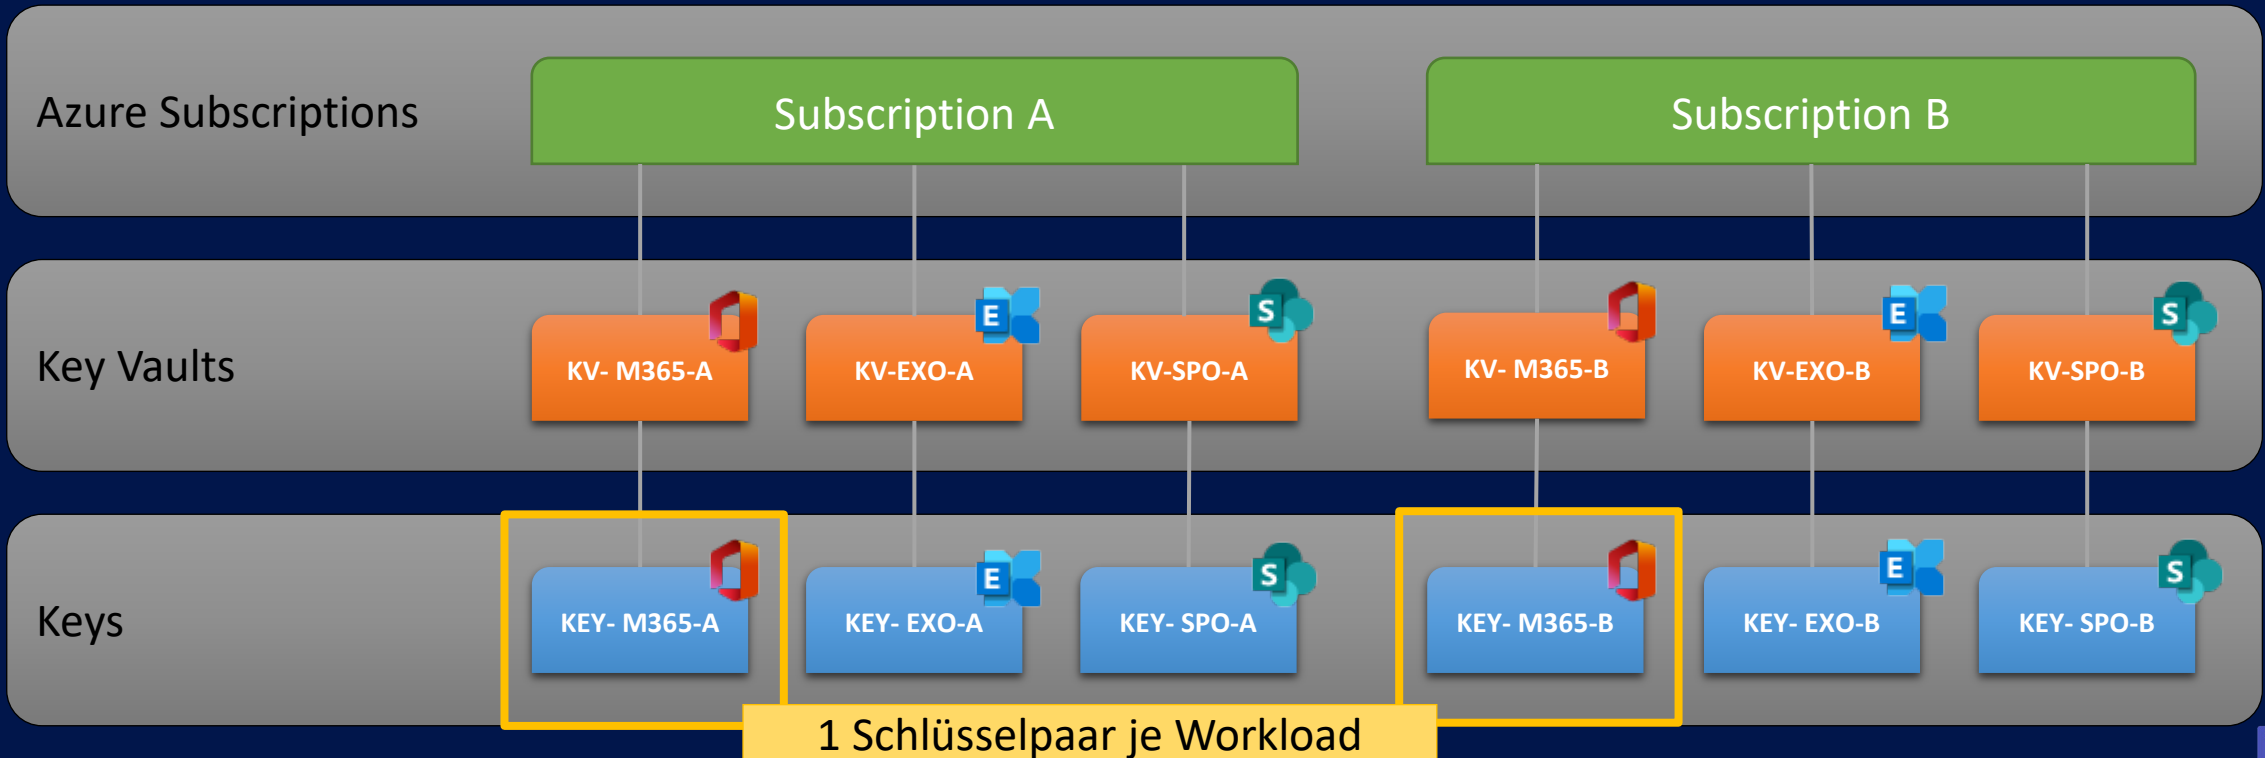 Azure Subscriptions
Subscription A
Subscription B
Key Vaults
KV- M365-A
KV-EXO-A
KV-SPO-A
KV- M365-B
KV-EXO-B
KV-SPO-B
E
S
E
S
Keys
KEY- M365-A
KEY- EXO-A
KEY- SPO-A
KEY- M365-B
KEY- EXO-B
KEY- SPO-B
E
S
E
S
1 Schlüsselpaar je Workload